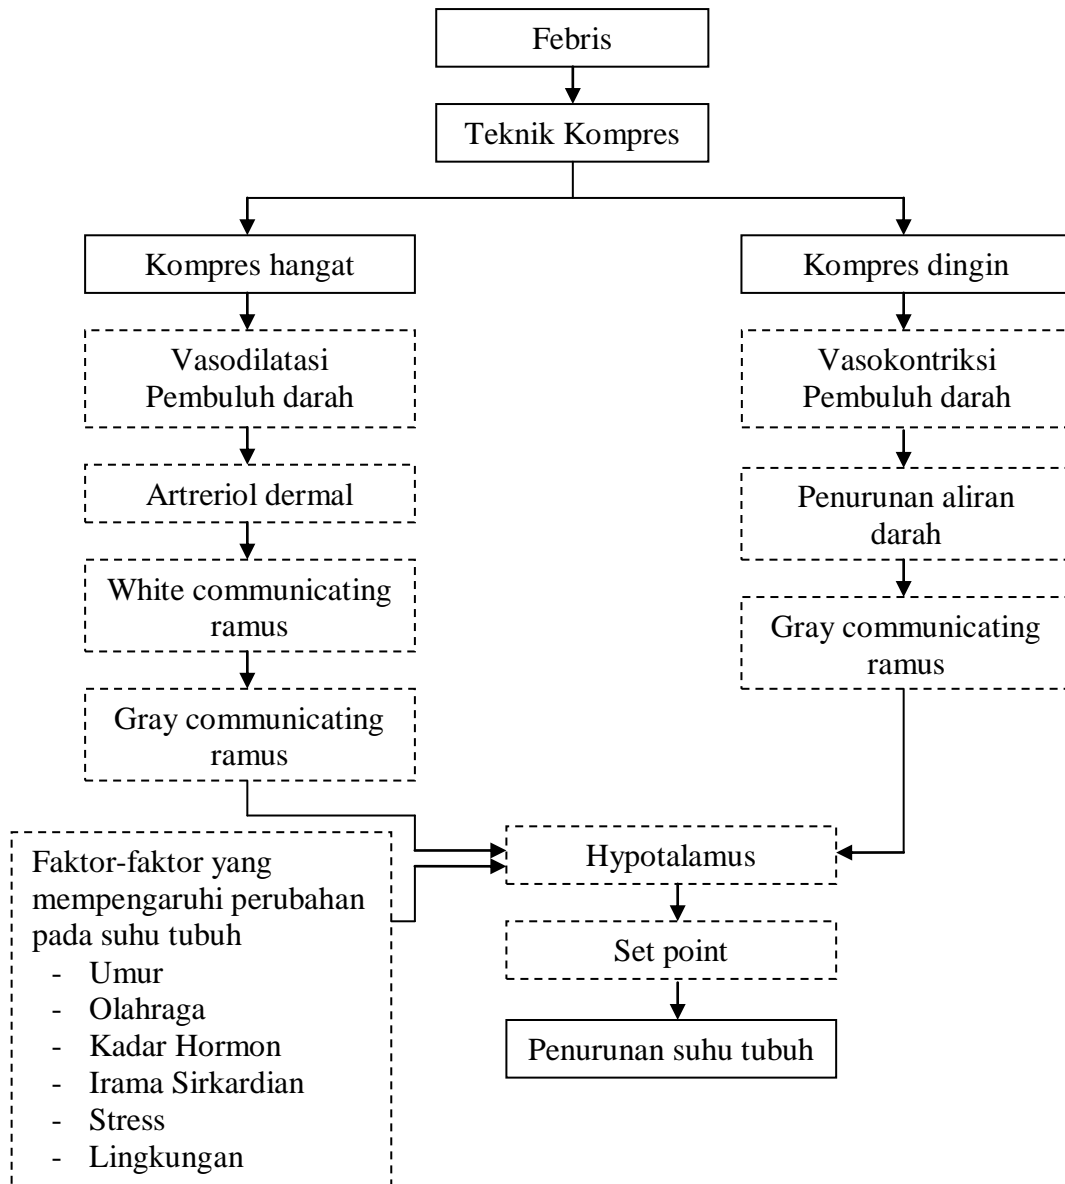 Febris
Teknik Kompres
Kompres hangat
Kompres dingin
Vasodilatasi
Pembuluh darah
Vasokontriksi
Pembuluh darah
Artreriol dermal
Penurunan aliran
darah
White communicating
ramus
Gray communicating
ramus
Gray communicating
ramus
Hypotalamus
Faktor-faktor yang
mempengaruhi perubahan
pada suhu tubuh
- Umur
- Olahraga
- Kadar Hormon
- Irama Sirkardian
- Stress
- Lingkungan
Set point
Penurunan suhu tubuh